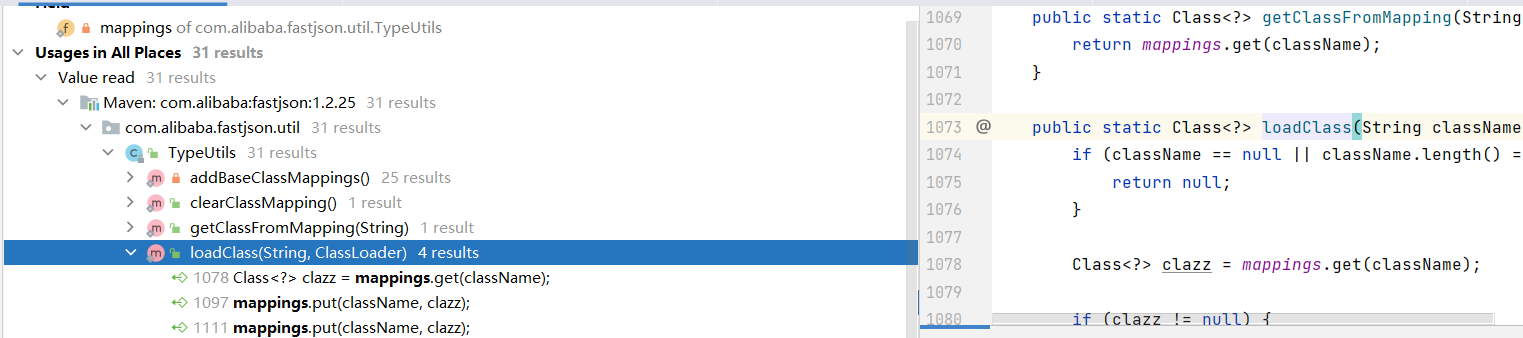 Field
mappings of com.alibaba.fastjson.util.TypeUtils
Usages in All Places 31 results
Value read 31 results
Maven: com.alibaba:fastjson:1.2.25 31 results
com.alibaba.fastjson.util 31 results
TypeUtils 31 results
addBaseClassMappings() 25 results
clearClassMapping() 1 result
getClassFromMapping(String) 1 result
loadClass(String, ClassLoader) 4 results
1078 Class<?> clazz = mappings.get(className);
1097 mappings.put(className, clazz);
1111 mappings.put(className, clazz);
1069 public static Class<?> getClassFromMapping(String
1070 return mappings.get(className);
1071 }
1072
1073 @ public static Class<?> loadClass(String className
1074 if (className == null || className.length() =
1075 return null;
1076 }
1077
1078 Class<?> clazz = mappings.get(className);
1079
1080 if (clazz != null) {